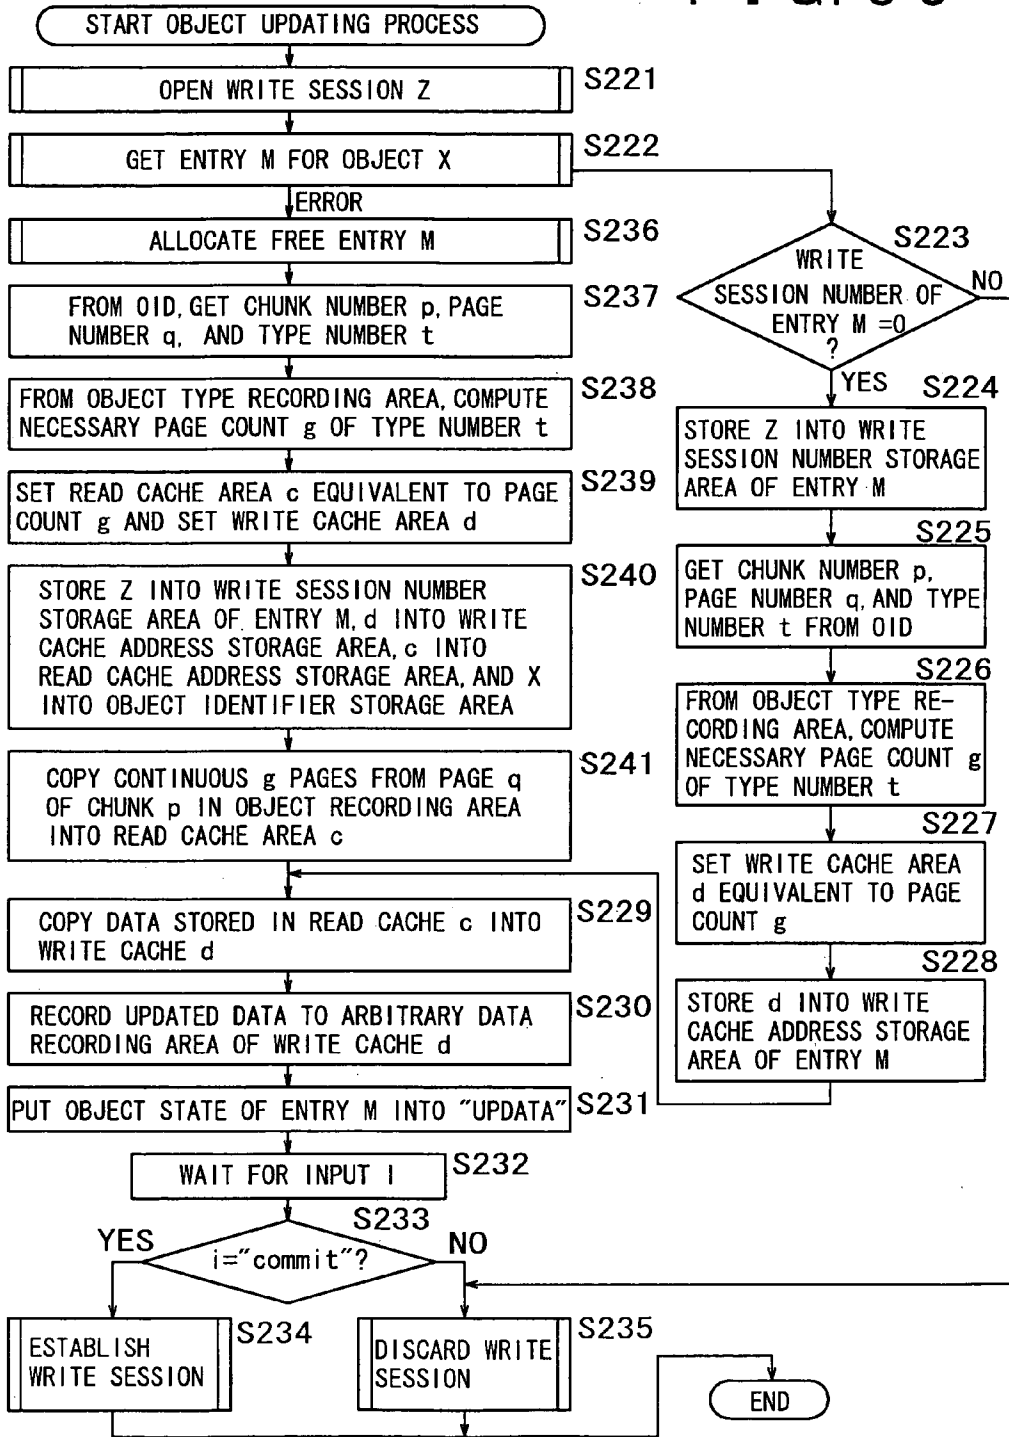 START OBJECT UPDATING PROCESS
OPEN WRITE SESSION Z
S221
GET ENTRY M FOR OBJECT X
S222
ERROR
ALLOCATE FREE ENTRY M
S236
FROM OID, GET CHUNK NUMBER p, PAGE
NUMBER q, AND TYPE NUMBER t
S237
FROM OBJECT TYPE RECORDING AREA, COMPUTE
NECESSARY PAGE COUNT g OF TYPE NUMBER t
S238
SET READ CACHE AREA c EQUIVALENT TO PAGE
COUNT g AND SET WRITE CACHE AREA d
S239
STORE Z INTO WRITE SESSION NUMBER
STORAGE AREA OF ENTRY M, d INTO WRITE
CACHE ADDRESS STORAGE AREA, c INTO
READ CACHE ADDRESS STORAGE AREA, AND X
INTO OBJECT IDENTIFIER STORAGE AREA
S240
COPY CONTINUOUS g PAGES FROM PAGE q
OF CHUNK p IN OBJECT RECORDING AREA
INTO READ CACHE AREA c
S241
COPY DATA STORED IN READ CACHE c INTO
WRITE CACHE d
S229
RECORD UPDATED DATA TO ARBITRARY DATA
RECORDING AREA OF WRITE CACHE d
S230
PUT OBJECT STATE OF ENTRY M INTO "UPDATA"
S231
WAIT FOR INPUT I
S232
S233
YES
i="commit"?
NO
ESTABLISH
WRITE SESSION
S234
DISCARD WRITE
SESSION
S235
END
S223
WRITE
SESSION NUMBER OF
ENTRY M =0
?
NO
YES
S224
STORE Z INTO WRITE
SESSION NUMBER STORAGE
AREA OF ENTRY M
S225
GET CHUNK NUMBER p,
PAGE NUMBER q, AND TYPE
NUMBER t FROM OID
S226
FROM OBJECT TYPE RE-
CORDING AREA, COMPUTE
NECESSARY PAGE COUNT g
OF TYPE NUMBER t
S227
SET WRITE CACHE AREA
d EQUIVALENT TO PAGE
COUNT g
S228
STORE d INTO WRITE
CACHE ADDRESS STORAGE
AREA OF ENTRY M